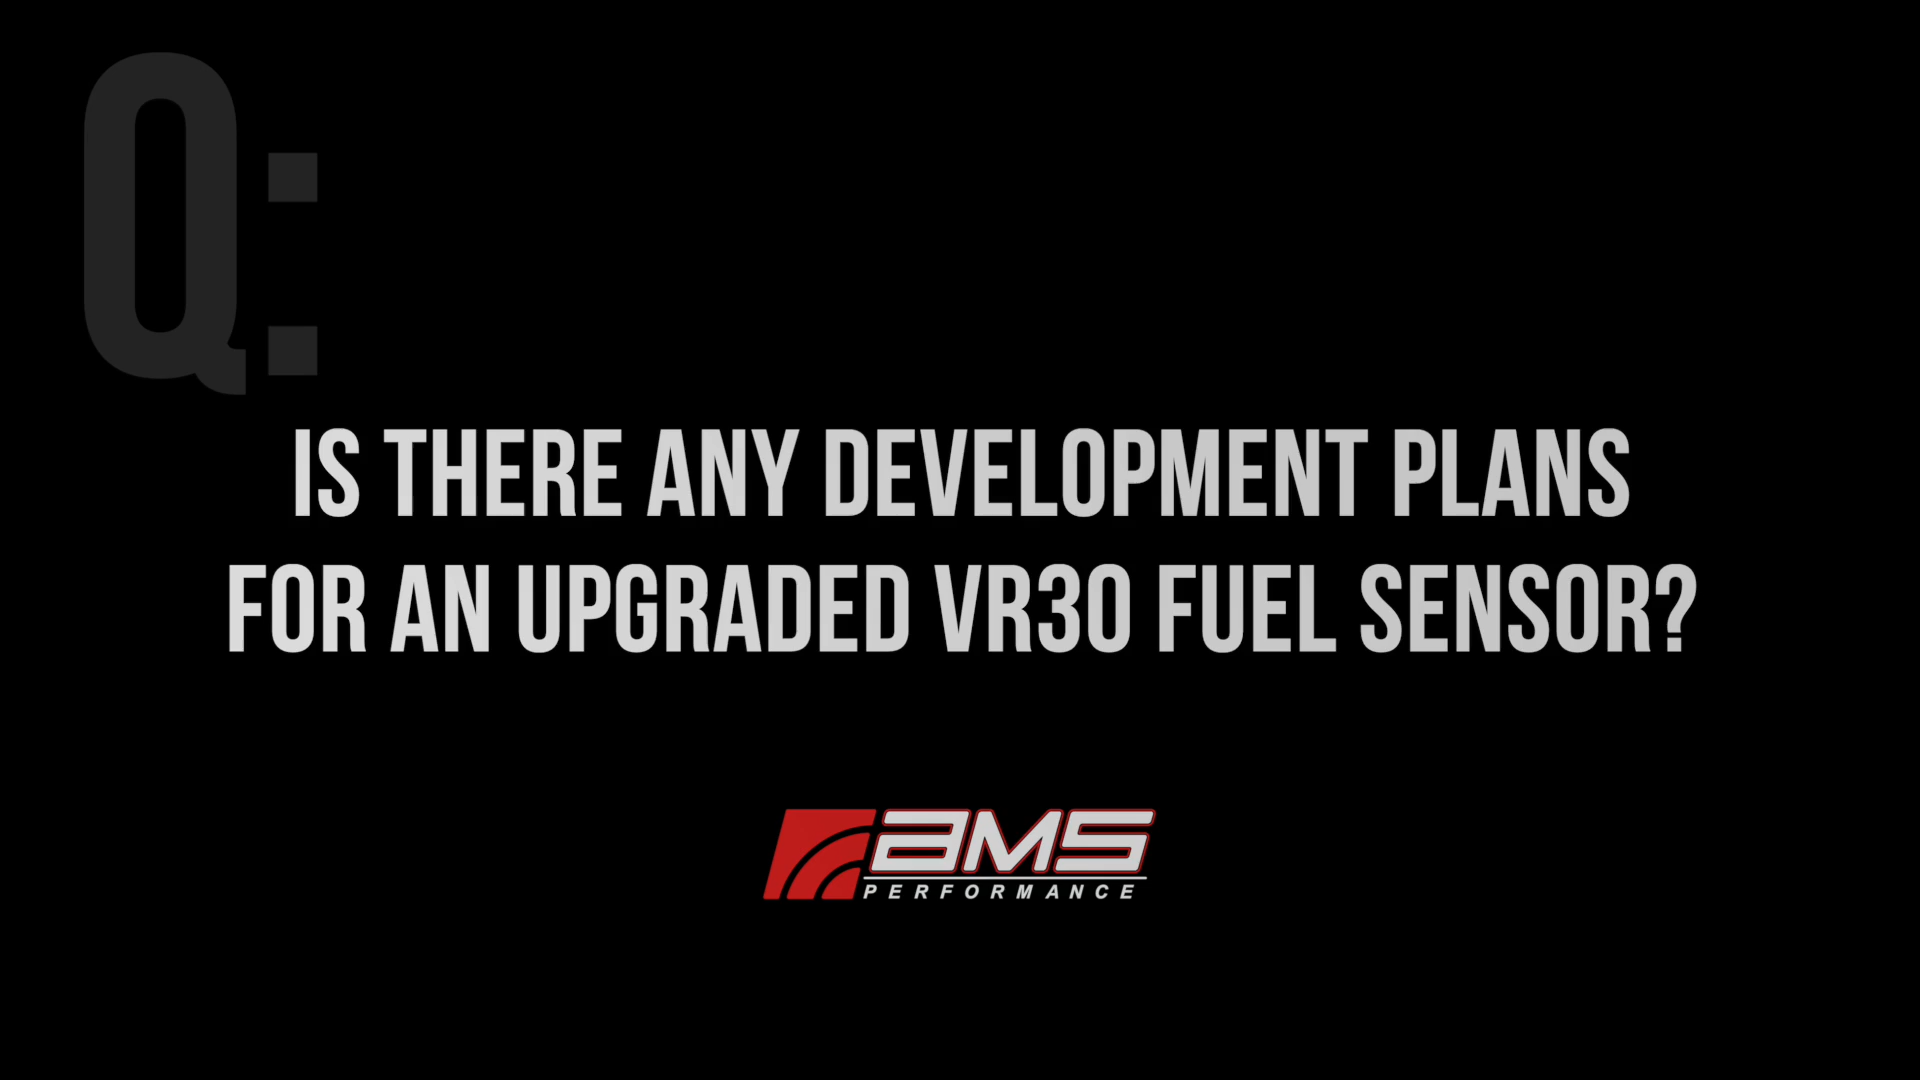 Q:
IS THERE ANY DEVELOPMENT PLANS
FOR AN UPGRADED VR30 FUEL SENSOR?
AMS
PERFORMANCE